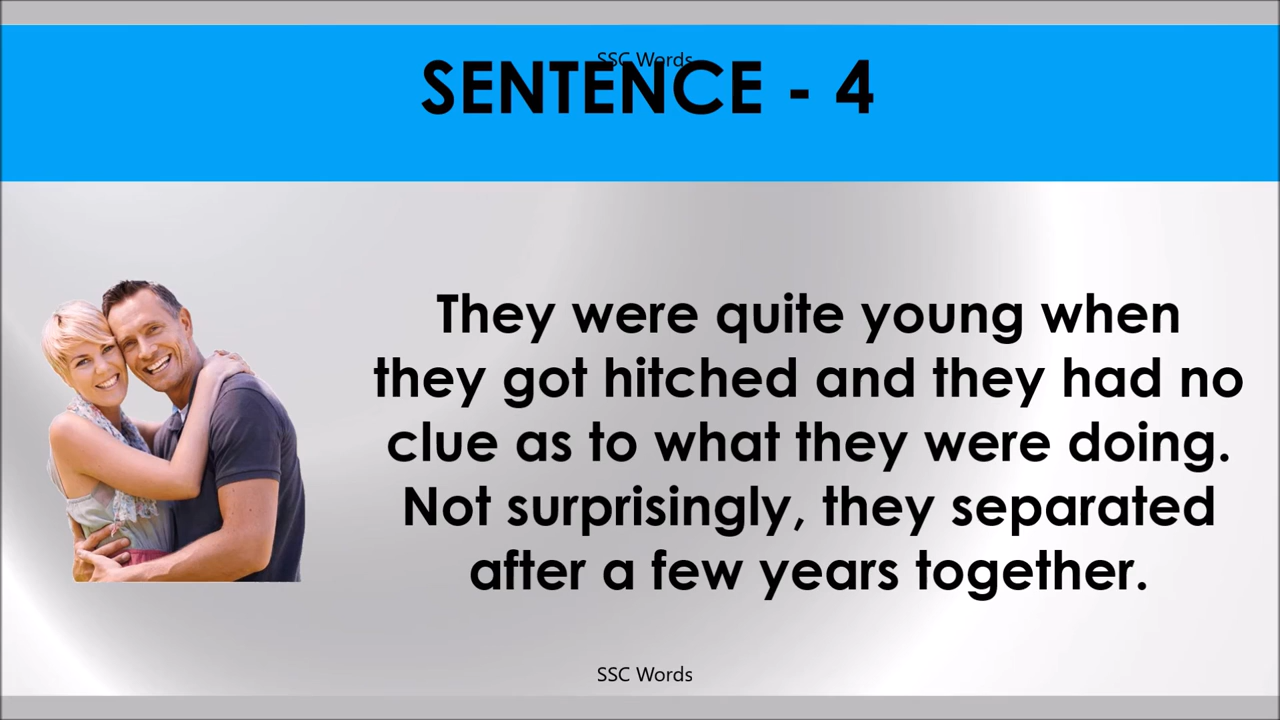 SSC Words
SENTENCE - 4
They were quite young when
they got hitched and they had no
clue as to what they were doing.
Not surprisingly, they separated
after a few years together.
SSC Words